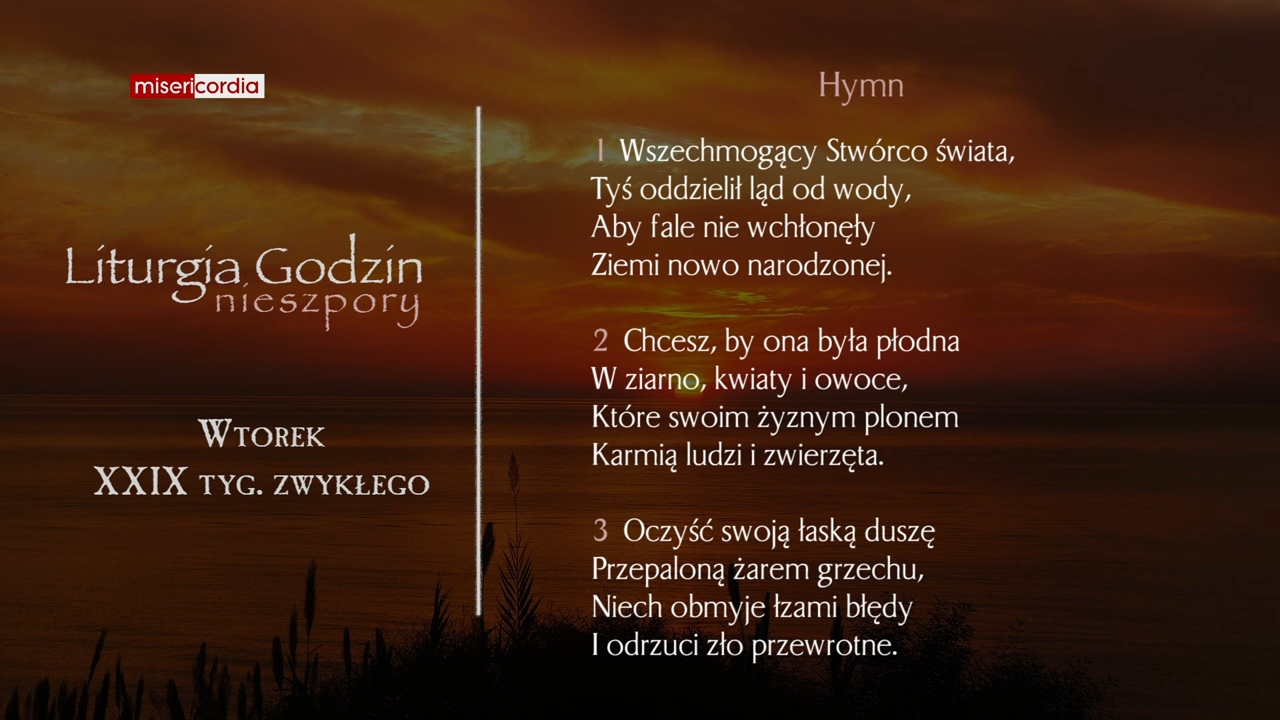 misericordia
Liturgia Godzin
nieszpory
Wtorek
XXIX tyg. zwykłego
Hymn
1 Wszechmogący Stwórco świata,
Tyś oddzielił ląd od wody,
Aby fale nie wchłonęły
Ziemi nowo narodzonej.
2 Chcesz, by ona była płodna
W ziarno, kwiaty i owoce,
Które swoim żyznym plonem
Karmią ludzi i zwierzęta.
3 Oczyść swoją łaską duszę
Przepaloną żarem grzechu,
Niech obmyje łzami błędy
I odrzuci zło przewrotne.